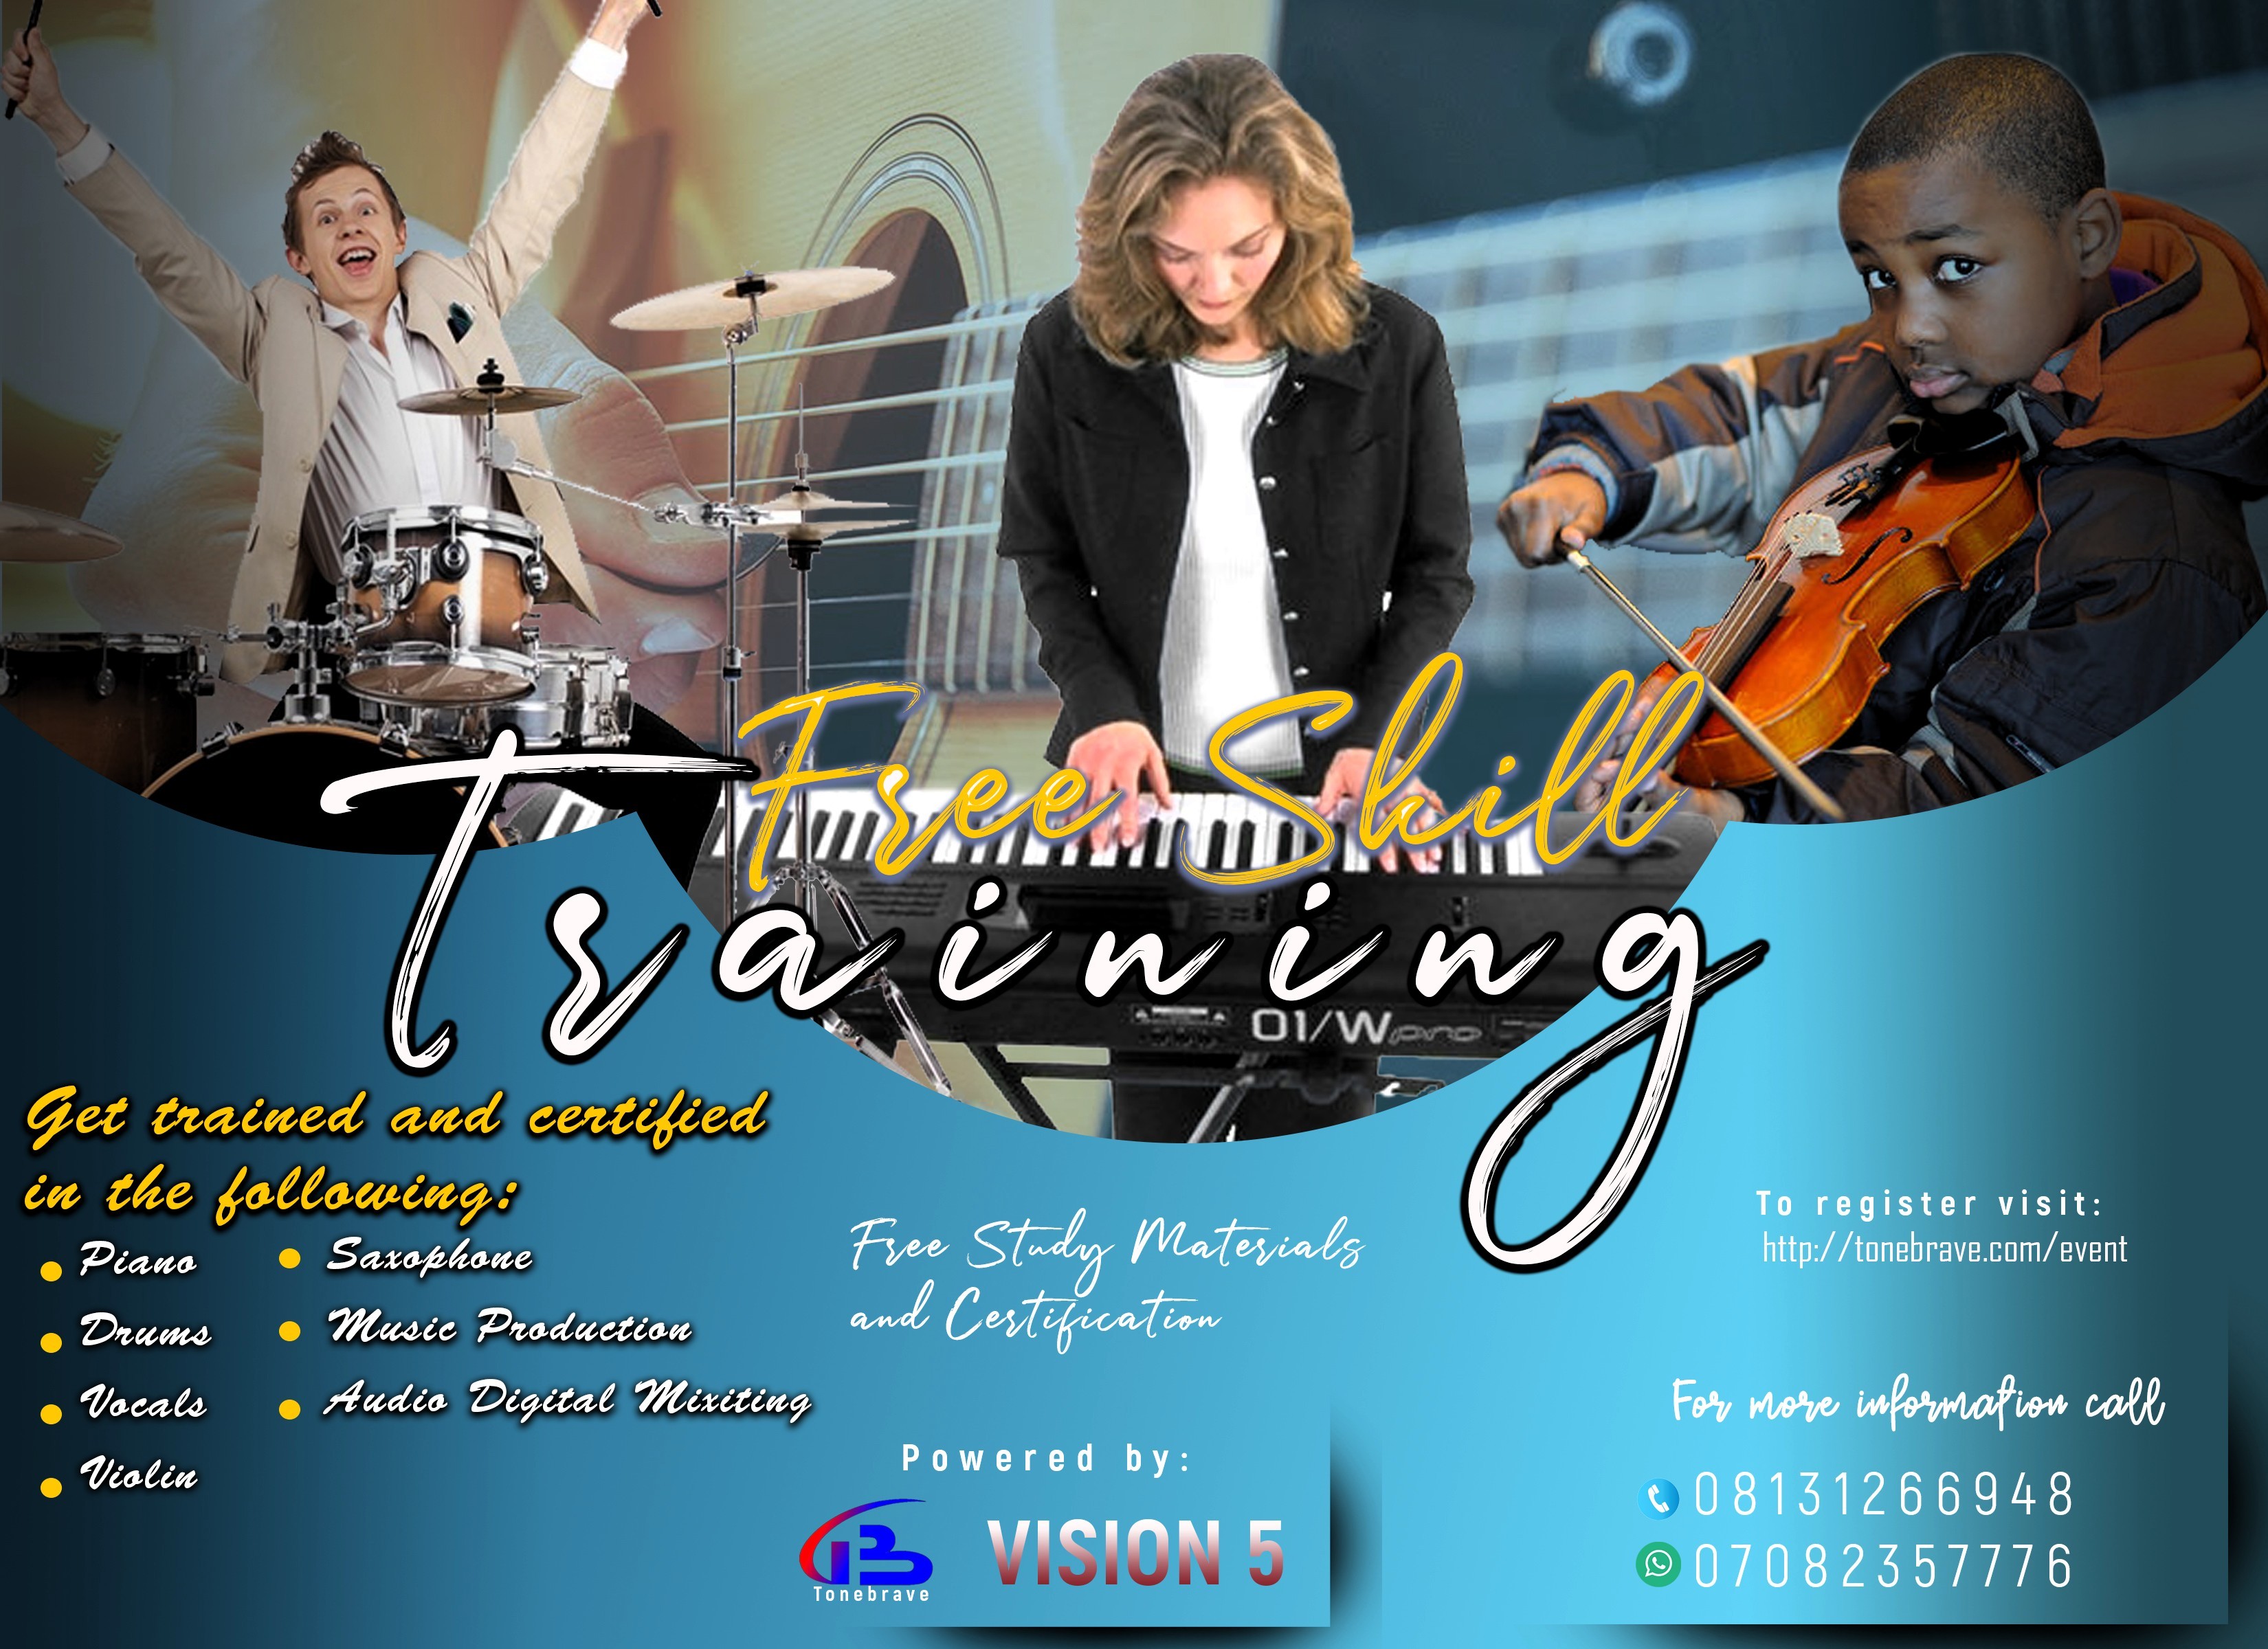 Free Skill
Training
01/Wpro
Get trained and certified
in the following:
Piano
Drums
Vocals
Violin
Saxophone
Music Production
Audio Digital Mixiting
Free Study Materials
and Certification
Powered by:
Tonebrave
VISION 5
To register visit:
http://tonebrave.com/event
For more information call
08131266948
07082357776